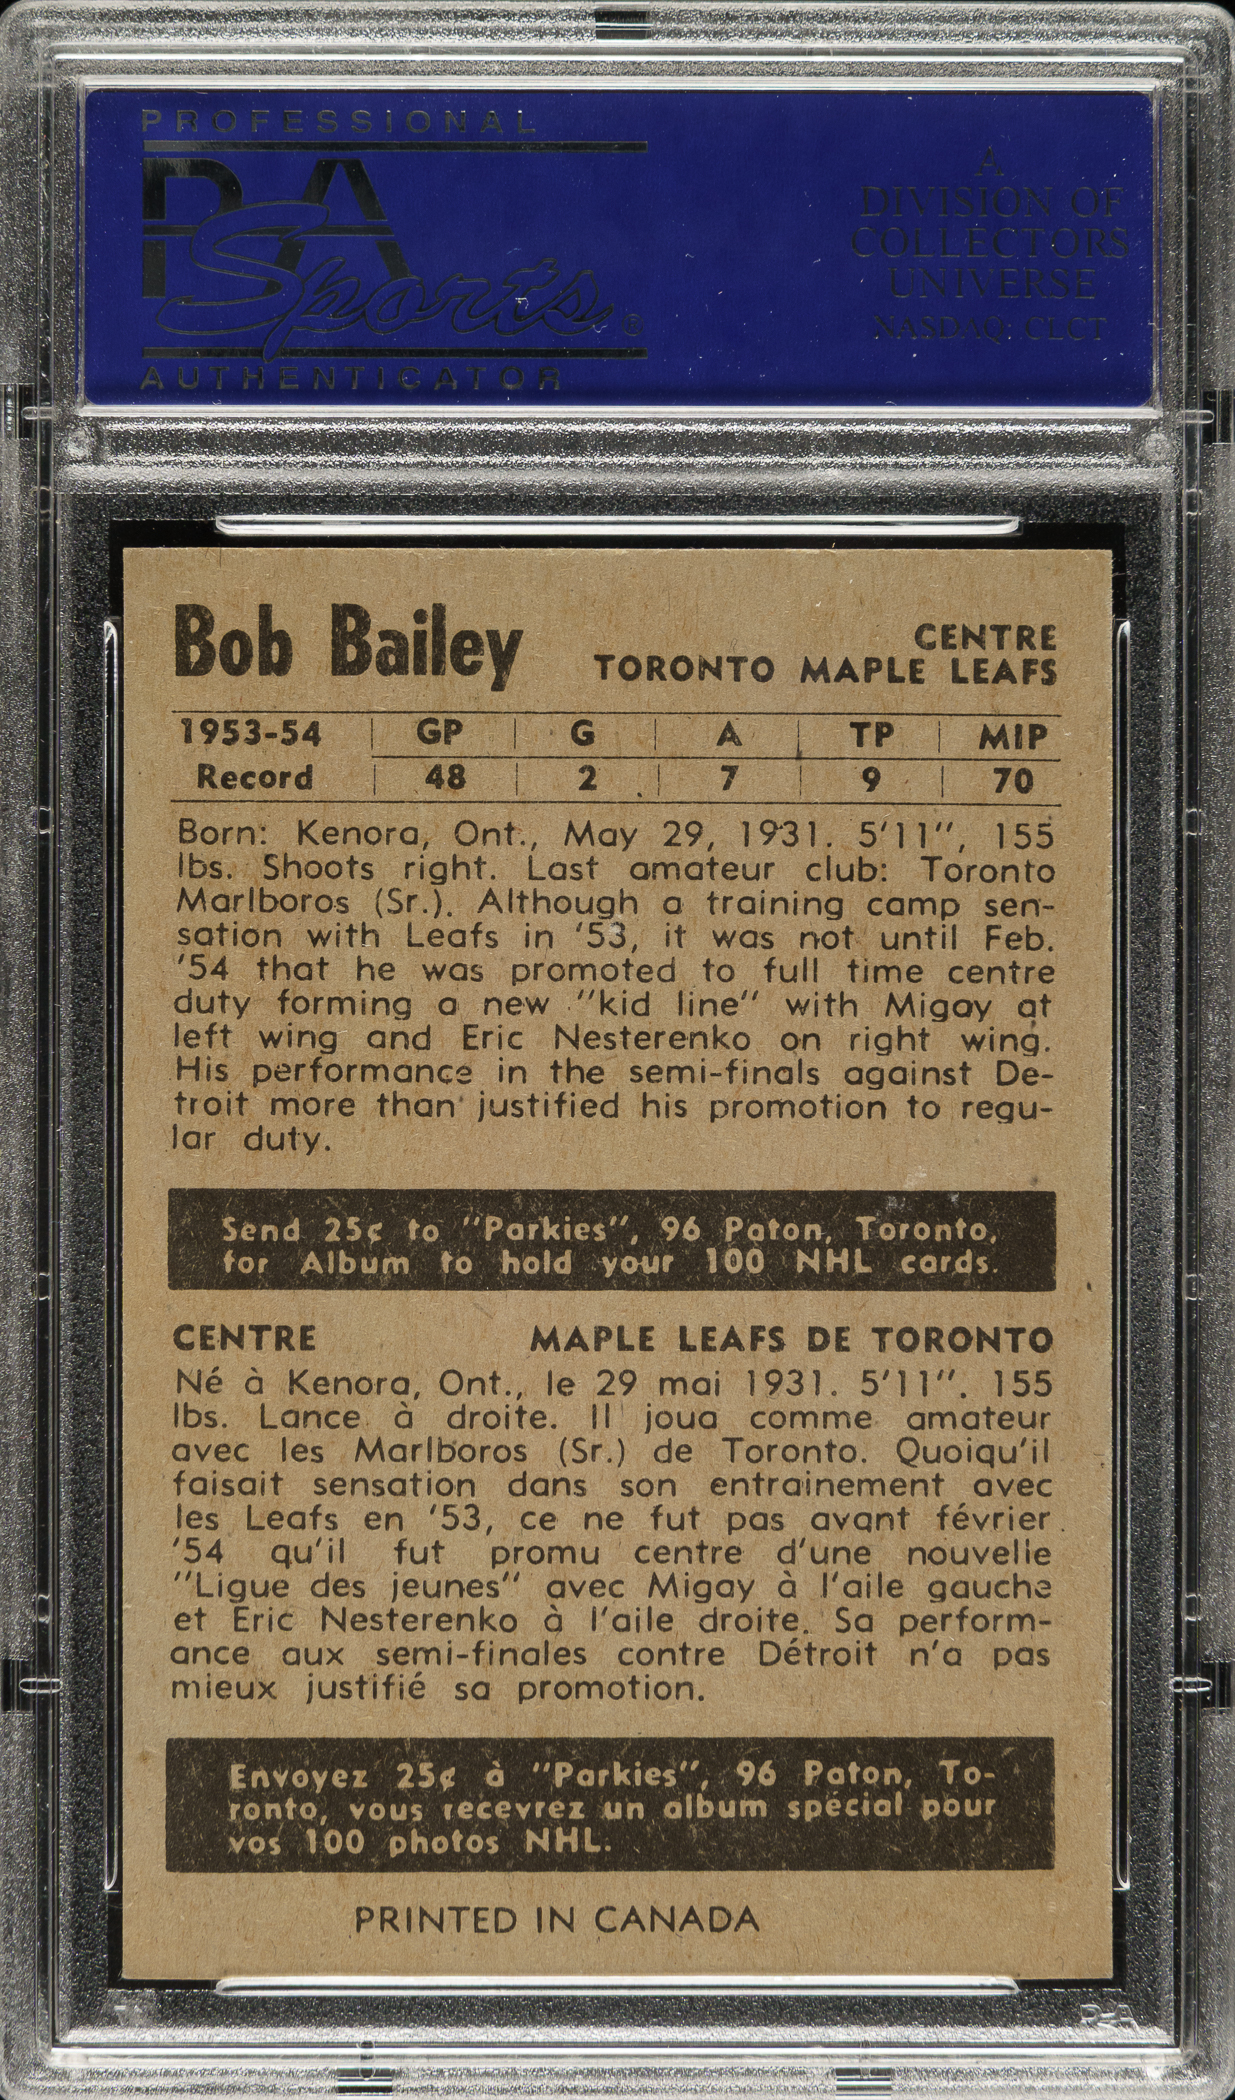 PROFESSIONAL
PSA
Sports®
AUTHENTICATOR
A
DIVISION OF
COLLECTORS
UNIVERSE
NASDAQ: CLCT
Bob Bailey
CENTRE
TORONTO MAPLE LEAFS
1953-54 GP G A TP MIP
Record 48 2 7 9 70
Born: Kenora, Ont., May 29, 1931. 5'11", 155
lbs. Shoots right. Last amateur club: Toronto
Marlboros (Sr.). Although a training camp sen-
sation with Leafs in '53, it was not until Feb.
'54 that he was promoted to full time centre
duty forming a new "kid line" with Migay at
left wing and Eric Nesterenko on right wing.
His performance in the semi-finals against De-
troit more than justified his promotion to regu-
lar duty.
Send 25¢ to "Parkies", 96 Paton, Toronto,
for Album to hold your 100 NHL cards.
CENTRE MAPLE LEAFS DE TORONTO
Né à Kenora, Ont., le 29 mai 1931. 5'11". 155
lbs. Lance à droite. Il joua comme amateur
avec les Marlboros (Sr.) de Toronto. Quoiqu'il
faisait sensation dans son entrainement avec
les Leafs en '53, ce ne fut pas avant février
'54 qu'il fut promu centre d'une nouvelle
"Ligue des jeunes" avec Migay à l'aile gauche
et Eric Nesterenko à l'aile droite. Sa perform-
ance aux semi-finales contre Détroit n'a pas
mieux justifié sa promotion.
Envoyez 25¢ à "Parkies", 96 Paton, To-
ronto, vous recevrez un album spécial pour
vos 100 photos NHL.
PRINTED IN CANADA
PSA